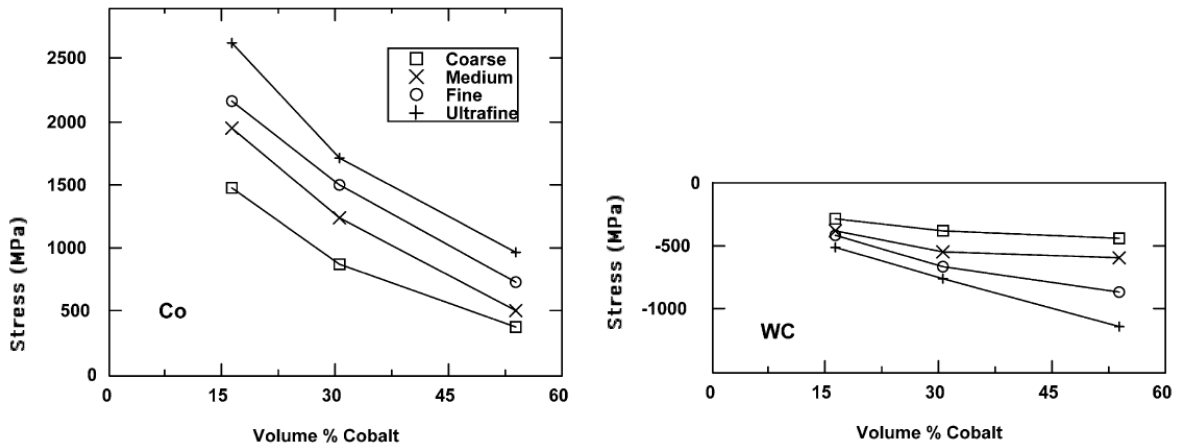 2500
2000
1500
1000
500
0
Stress (MPa)
Coarse
Medium
Fine
Ultrafine
Co
0 15 30 45 60
Volume % Cobalt
0
-500
-1000
Stress (MPa)
WC
0 15 30 45 60
Volume % Cobalt